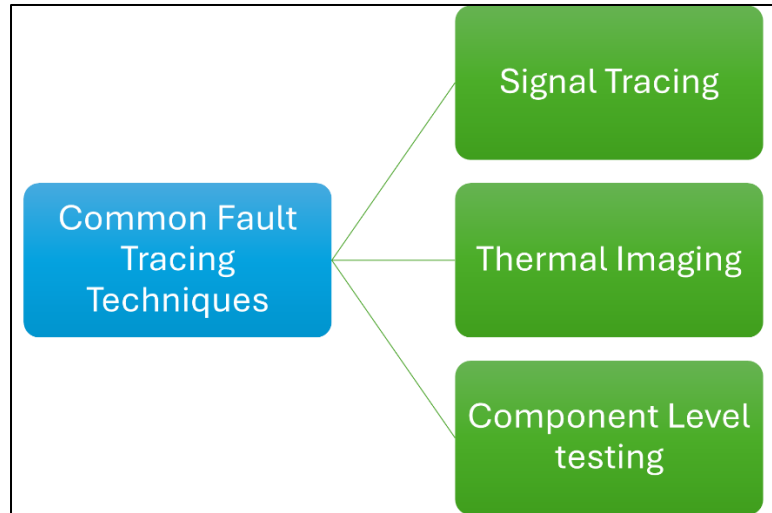 Common Fault
Tracing
Techniques
Signal Tracing
Thermal Imaging
Component Level
testing